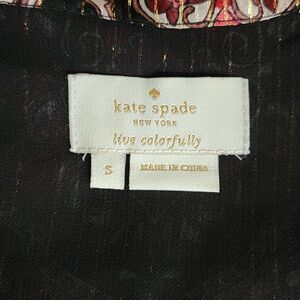 kate spade
NEW YORK
live colorfully
S
MADE IN CHINA